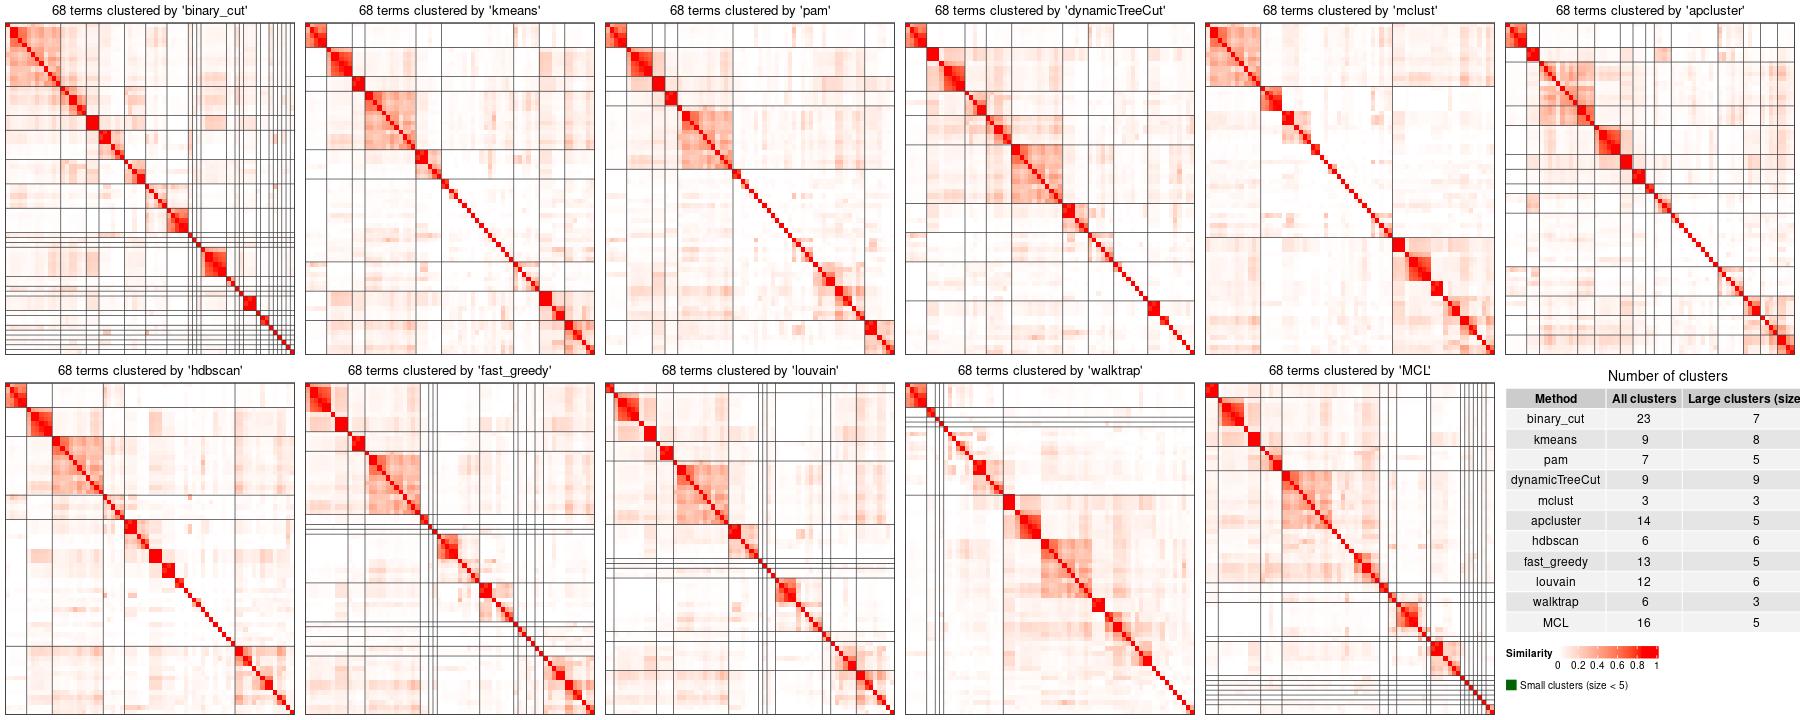 68 terms clustered by 'binary_cut'
68 terms clustered by 'kmeans'
68 terms clustered by 'pam'
68 terms clustered by 'dynamicTreeCut'
68 terms clustered by 'mclust'
68 terms clustered by 'apcluster'
68 terms clustered by 'hdbscan'
68 terms clustered by 'fast_greedy'
68 terms clustered by 'louvain'
68 terms clustered by 'walktrap'
68 terms clustered by 'MCL'
Number of clusters
Method All clusters Large clusters (size
binary_cut 23 7
kmeans 9 8
pam 7 5
dynamicTreeCut 9 9
mclust 3 3
apcluster 14 5
hdbscan 6 6
fast_greedy 13 5
louvain 12 6
walktrap 6 3
MCL 16 5
Similarity
0 0.2 0.4 0.6 0.8 1
Small clusters (size < 5)